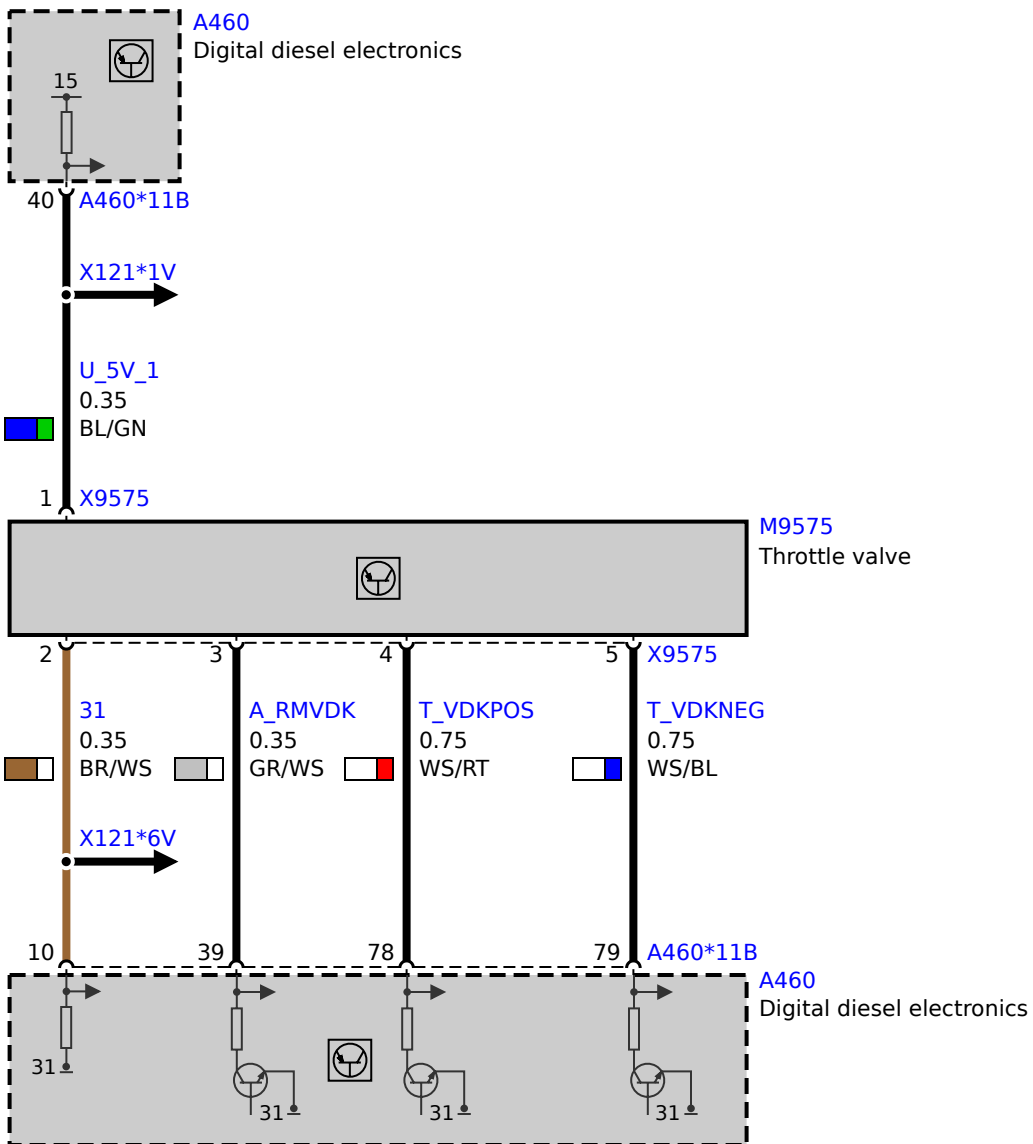 A460
Digital diesel electronics
15
40 A460*11B
X121*1V
U_5V_1
0.35
BL/GN
1 X9575
M9575
Throttle valve
2 3 4 5 X9575
31 A_RMVDK T_VDKPOS T_VDKNEG
0.35 0.35 0.75 0.75
BR/WS GR/WS WS/RT WS/BL
X121*6V
10 39 78 79 A460*11B
A460
Digital diesel electronics
31
31 31 31